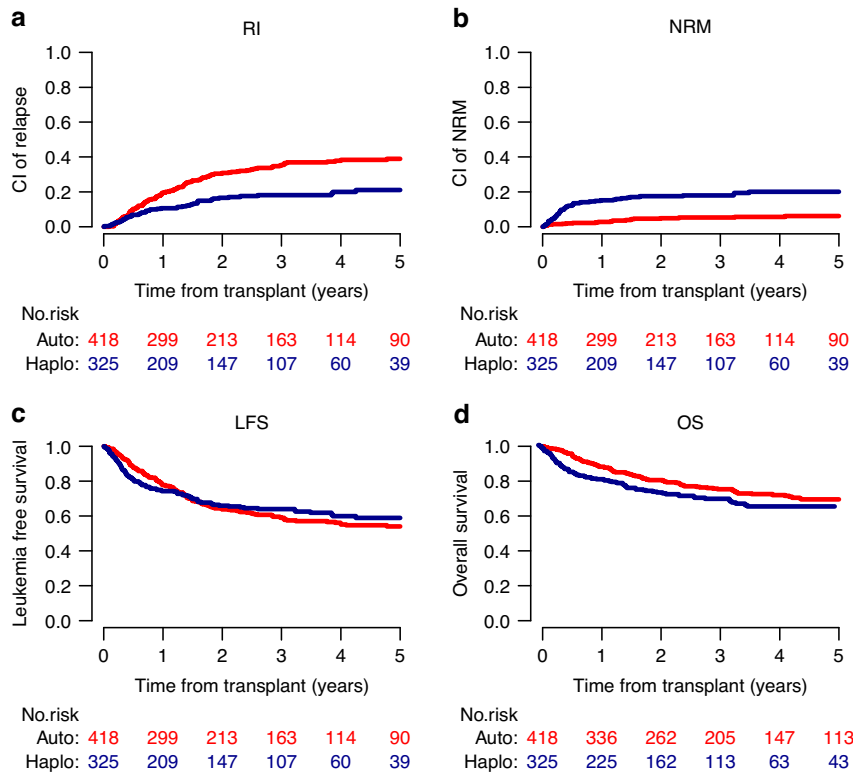 a
RI
CI of relapse
1.0
0.8
0.6
0.4
0.2
0.0
0 1 2 3 4 5
Time from transplant (years)
No.risk
Auto: 418 299 213 163 114 90
Haplo: 325 209 147 107 60 39
b
NRM
CI of NRM
1.0
0.8
0.6
0.4
0.2
0.0
0 1 2 3 4 5
Time from transplant (years)
No.risk
Auto: 418 299 213 163 114 90
Haplo: 325 209 147 107 60 39
c
LFS
Leukemia free survival
1.0
0.8
0.6
0.4
0.2
0.0
0 1 2 3 4 5
Time from transplant (years)
No.risk
Auto: 418 299 213 163 114 90
Haplo: 325 209 147 107 60 39
d
OS
Overall survival
1.0
0.8
0.6
0.4
0.2
0.0
0 1 2 3 4 5
Time from transplant (years)
No.risk
Auto: 418 336 262 205 147 113
Haplo: 325 225 162 113 63 43